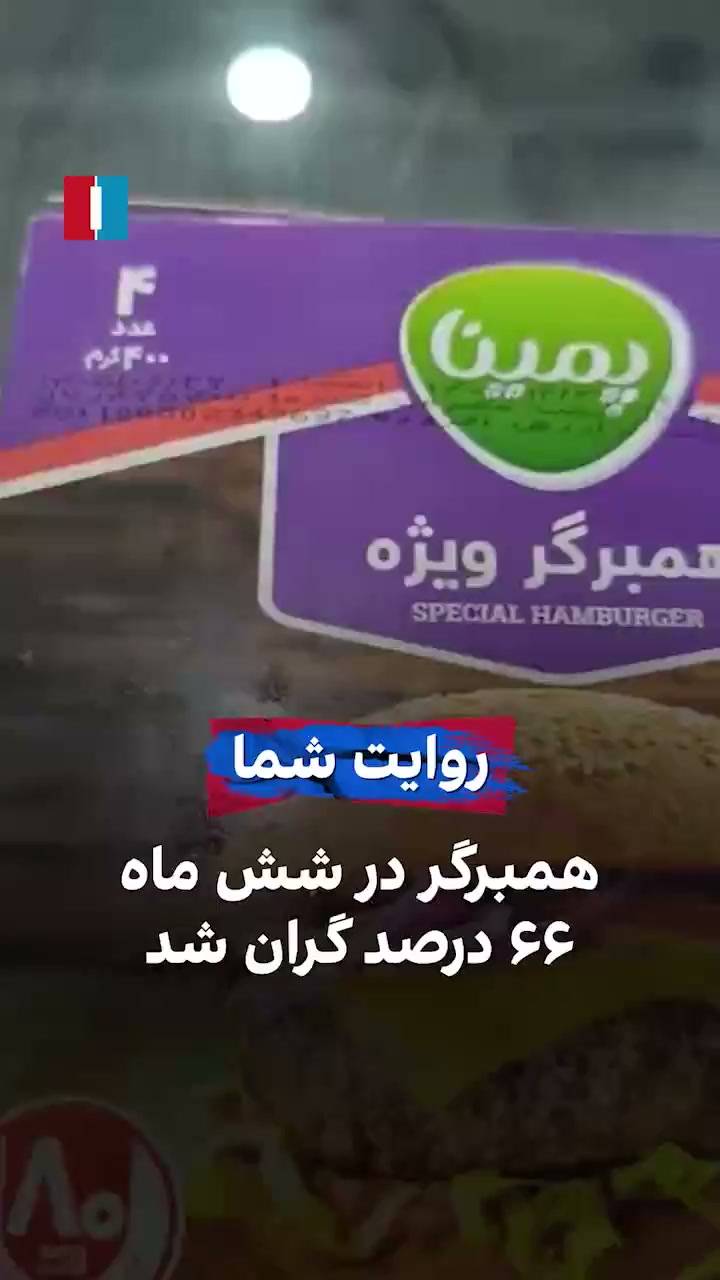 ۴
عدد
۴۰۰ گرم
پمینا
همبرگر ویژه
SPECIAL HAMBURGER
روایت شما
همبرگر در شش ماه
۶۶ درصد گران شد
۸۰